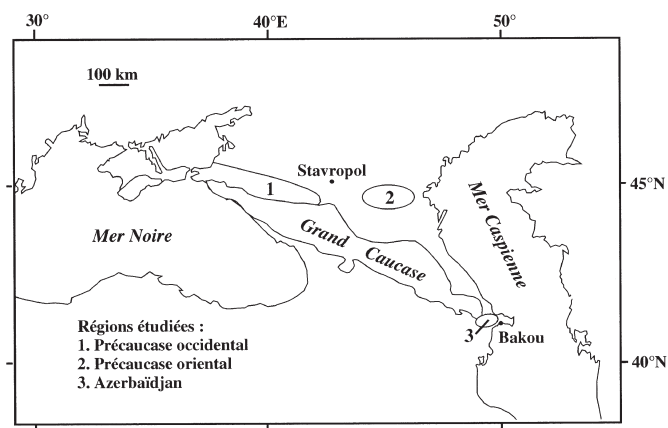 30°
40°E
50°
100 km
Stavropol
45°N
1
2
Mer Caspienne
Mer Noire
Grand Caucase
Régions étudiées :
1. Précaucase occidental
2. Précaucase oriental
3. Azerbaïdjan
3
Bakou
40°N